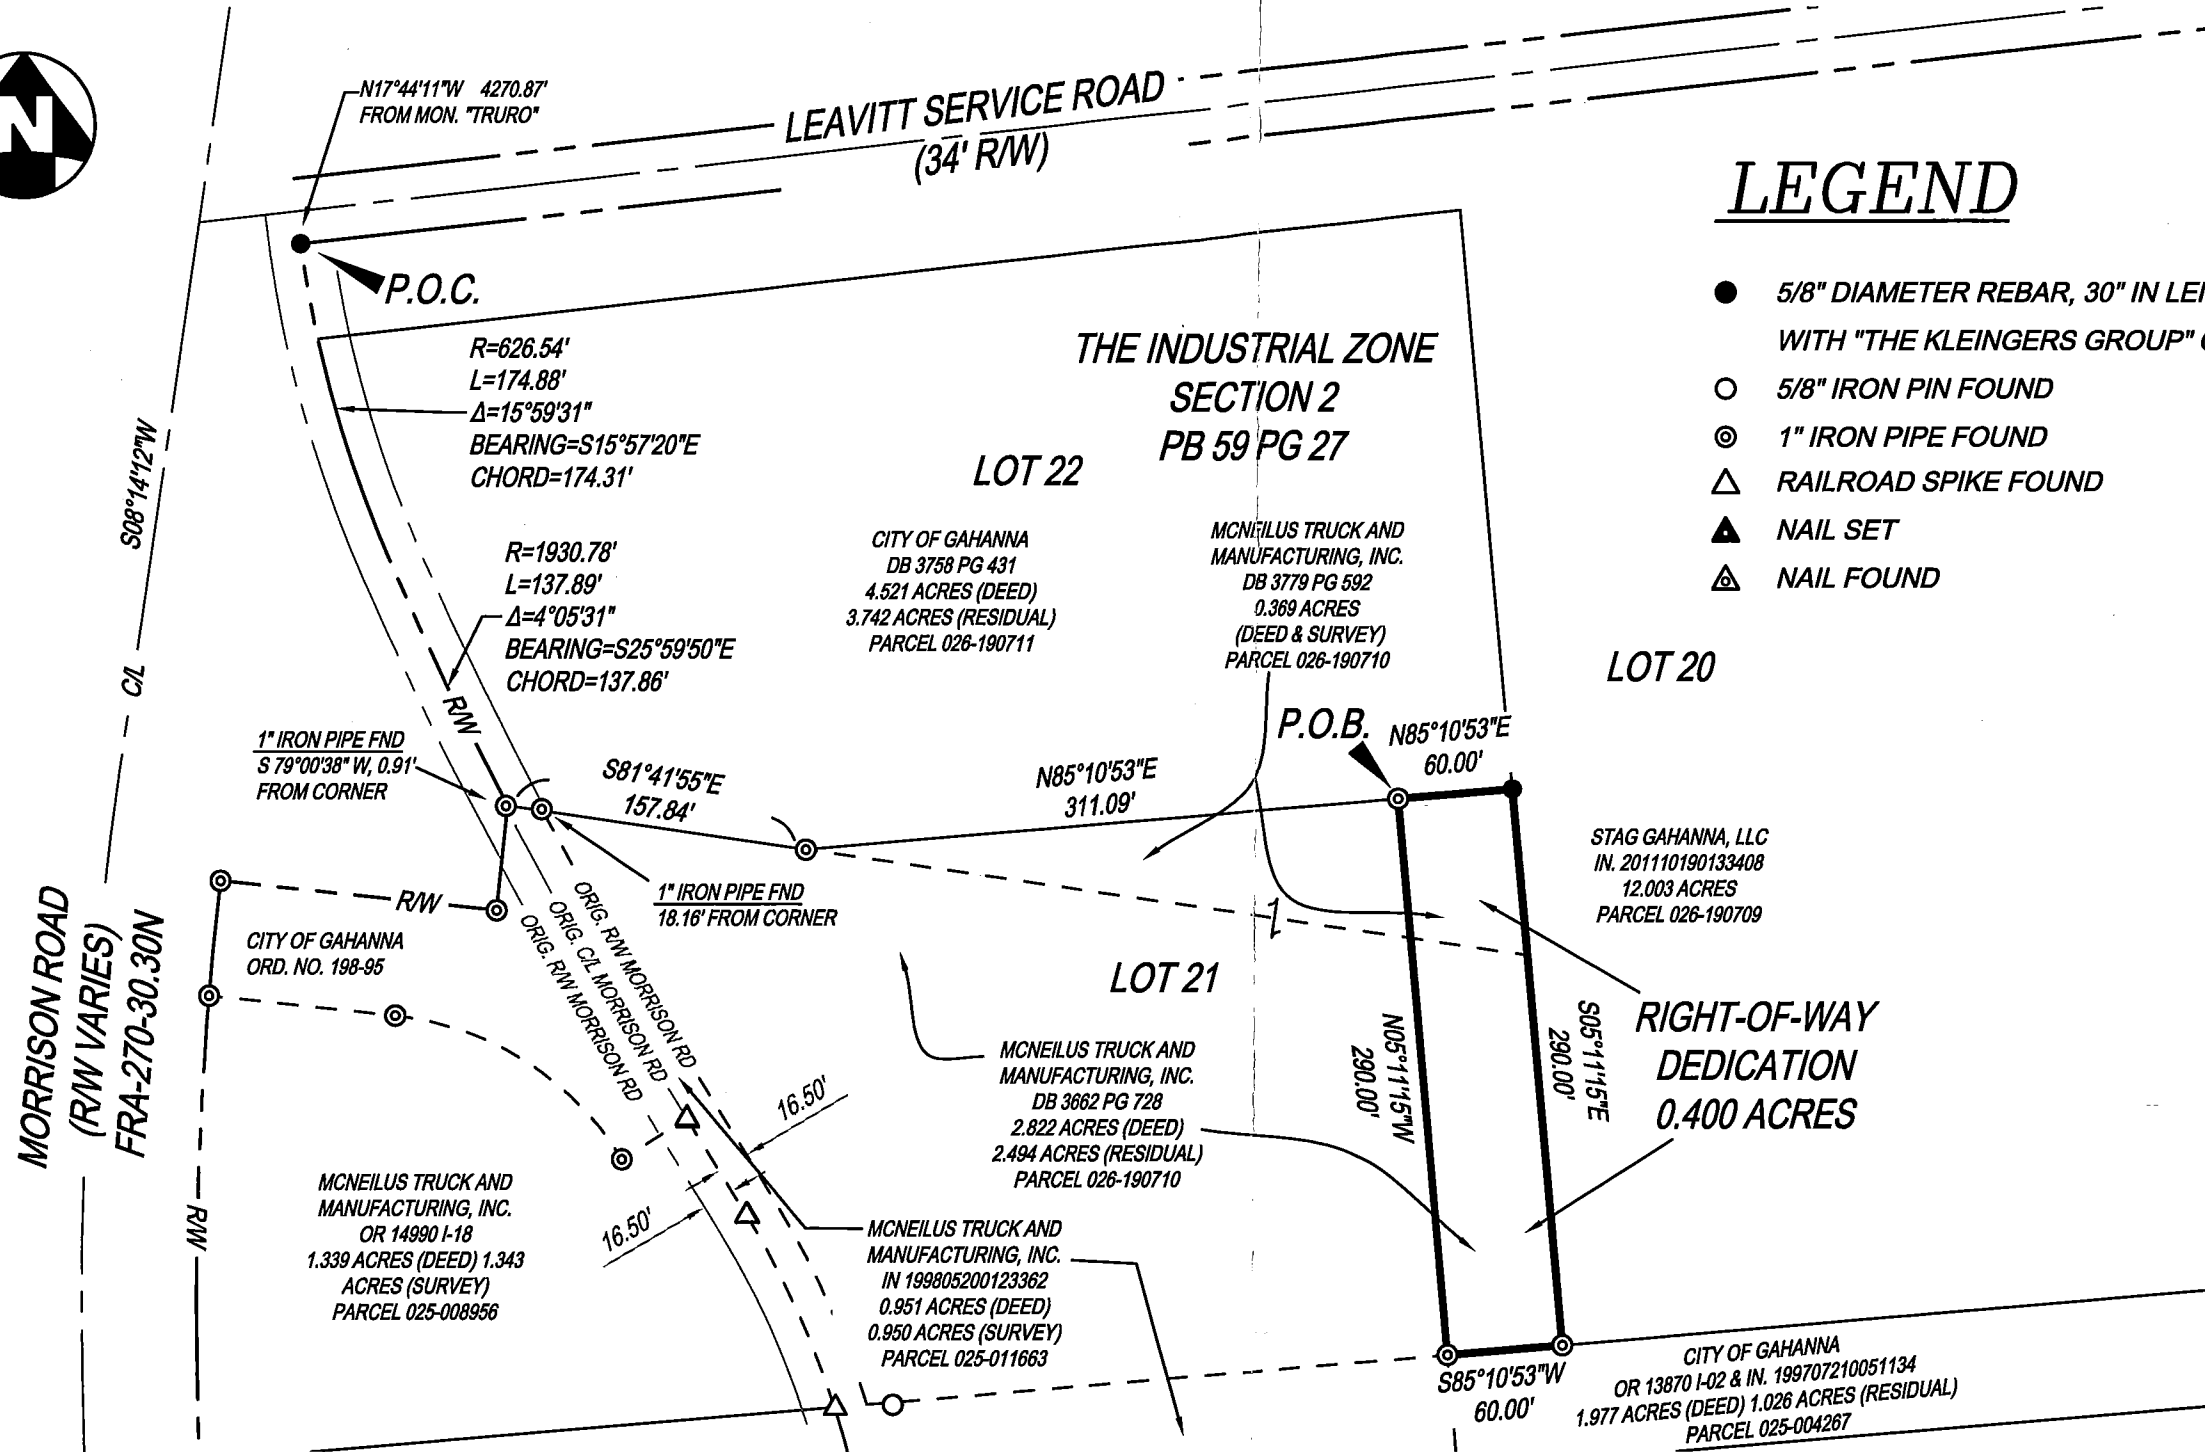 N
N17°44'11"W 4270.87'
FROM MON. "TRURO"
LEAVITT SERVICE ROAD
(34' R/W)
P.O.C.
R=626.54'
L=174.88'
Δ=15°59'31"
BEARING=S15°57'20"E
CHORD=174.31'
R=1930.78'
L=137.89'
Δ=4°05'31"
BEARING=S25°59'50"E
CHORD=137.86'
THE INDUSTRIAL ZONE
SECTION 2
PB 59 PG 27
LOT 22
CITY OF GAHANNA
DB 3758 PG 431
4.521 ACRES (DEED)
3.742 ACRES (RESIDUAL)
PARCEL 026-190711
MCNEILUS TRUCK AND
MANUFACTURING, INC.
DB 3779 PG 592
0.369 ACRES
(DEED & SURVEY)
PARCEL 026-190710
LEGEND
5/8" DIAMETER REBAR, 30" IN
WITH "THE KLEINGERS GROUP"
5/8" IRON PIN FOUND
1" IRON PIPE FOUND
RAILROAD SPIKE FOUND
NAIL SET
NAIL FOUND
LOT 20
S08°14'12"W
C/L
R/W
1" IRON PIPE FND
S 79°00'38" W, 0.91'
FROM CORNER
S81°41'55"E
157.84'
N85°10'53"E
311.09'
P.O.B.
N85°10'53"E
60.00'
1" IRON PIPE FND
18.16' FROM CORNER
STAG GAHANNA, LLC
IN. 201110190133408
12.003 ACRES
PARCEL 026-190709
R/W
CITY OF GAHANNA
ORD. NO. 198-95
ORIG. R/W MORRISON RD
ORIG. C/L MORRISON RD
ORIG. R/W MORRISON RD
LOT 21
MORRISON ROAD
(R/W VARIES)
FRA-270-30.30N
R/W
N05°11'15"W
290.00'
S05°11'15"E
290.00'
RIGHT-OF-WAY
DEDICATION
0.400 ACRES
MCNEILUS TRUCK AND
MANUFACTURING, INC.
DB 3662 PG 728
2.822 ACRES (DEED)
2.494 ACRES (RESIDUAL)
PARCEL 026-190710
16.50'
16.50'
MCNEILUS TRUCK AND
MANUFACTURING, INC.
OR 14990 I-18
1.339 ACRES (DEED) 1.343
ACRES (SURVEY)
PARCEL 025-008956
MCNEILUS TRUCK AND
MANUFACTURING, INC.
IN 199805200123362
0.951 ACRES (DEED)
0.950 ACRES (SURVEY)
PARCEL 025-011663
S85°10'53"W
60.00'
CITY OF GAHANNA
OR 13870 I-02 & IN. 199707210051134
1.977 ACRES (DEED) 1.026 ACRES (RESIDUAL)
PARCEL 025-004267